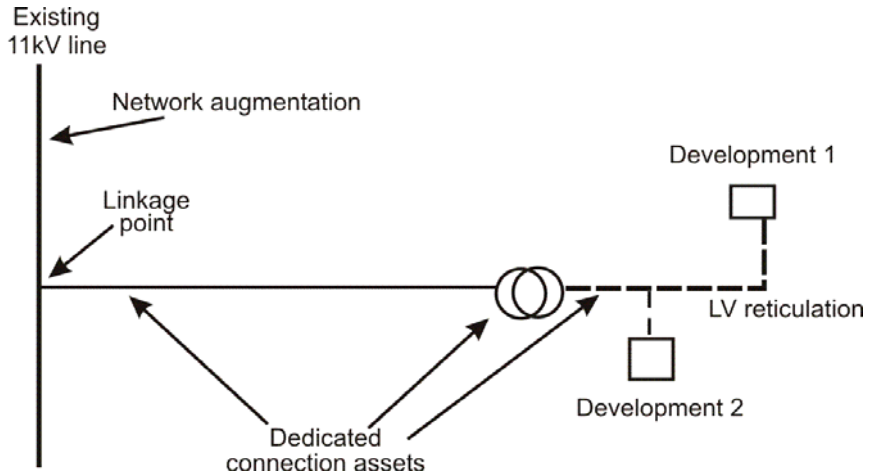 Existing
11kV line
Network augmentation
Linkage
point
Development 1
LV reticulation
Development 2
Dedicated
connection assets